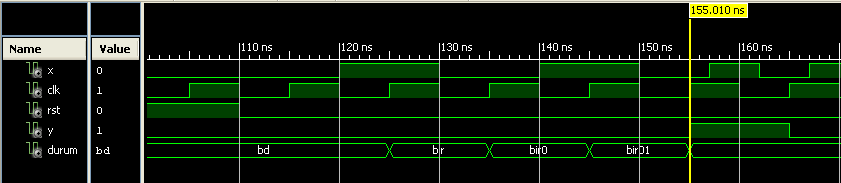 155.010 ns
Name Value
110 ns 120 ns 130 ns 140 ns 150 ns 160 ns
x 0
clk 1
rst 0
y 1
durum bd bd bir bir0 bir01